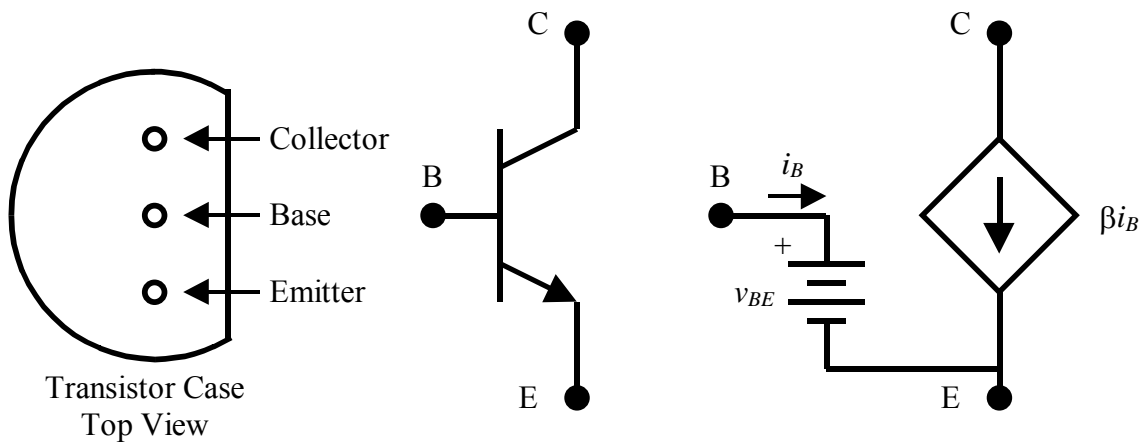 Collector
Base
Emitter
Transistor Case
Top View
C
B
E
C
B
i_B
+
v_BE
βi_B
E